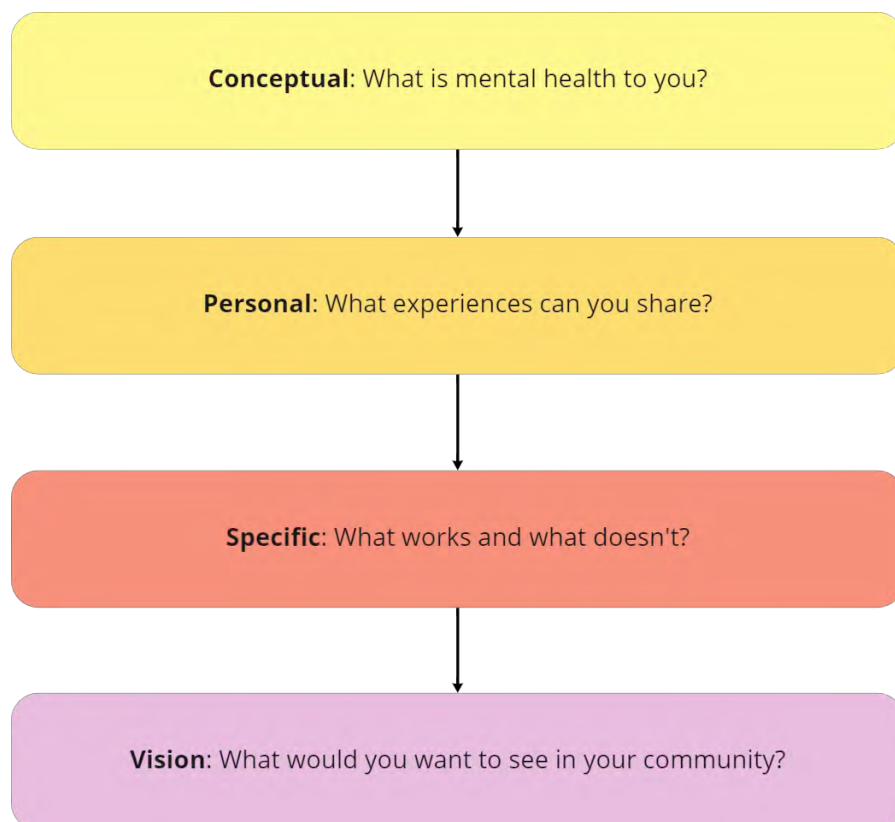 Conceptual: What is mental health to you?
Personal: What experiences can you share?
Specific: What works and what doesn't?
Vision: What would you want to see in your community?